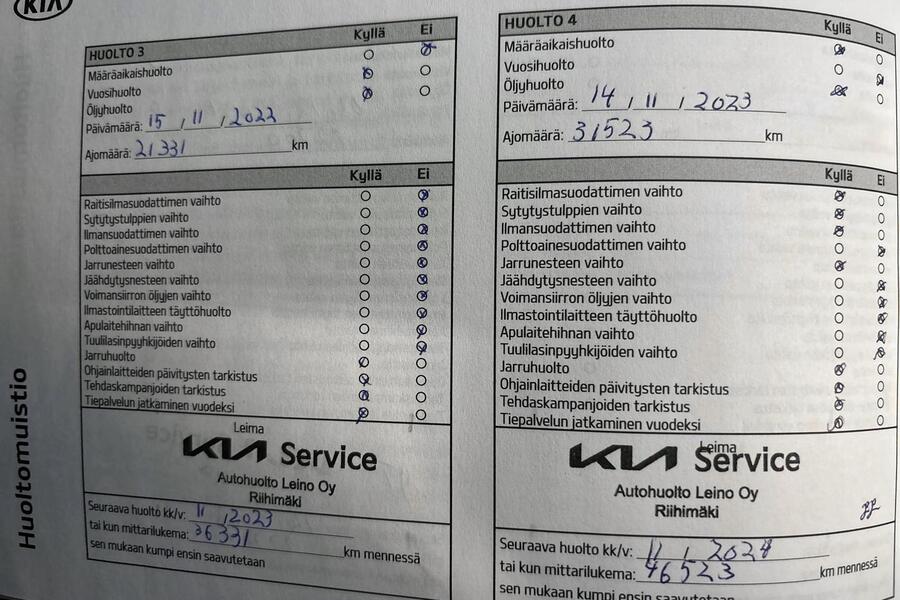 KIA
Huoltomuistio
HUOLTO 3 Kyllä Ei
Määräaikaishuolto
Vuosihuolto
Öljyhuolto
Päivämäärä: 15 / 11 / 2022
Ajomäärä: 21331 km
Kyllä Ei
Raitisilmasuodattimen vaihto
Sytytystulppien vaihto
Ilmansuodattimen vaihto
Polttoainesuodattimen vaihto
Jarrunesteen vaihto
Jäähdytysnesteen vaihto
Voimansiirron öljyjen vaihto
Ilmastointilaitteen täyttöhuolto
Apulaitehihnan vaihto
Tuulilasinpyyhkijöiden vaihto
Jarruhuolto
Ohjainlaitteiden päivitysten tarkistus
Tehdaskampanjoiden tarkistus
Tiepalvelun jatkaminen vuodeksi
Leima
KIA Service
Autohuolto Leino Oy
Riihimäki
Seuraava huolto kk/v: 11 / 2023
tai kun mittarilukema: 36331 km mennessä
sen mukaan kumpi ensin saavutetaan
HUOLTO 4 Kyllä Ei
Määräaikaishuolto
Vuosihuolto
Öljyhuolto
Päivämäärä: 14 / 11 / 2023
Ajomäärä: 31523 km
Kyllä Ei
Raitisilmasuodattimen vaihto
Sytytystulppien vaihto
Ilmansuodattimen vaihto
Polttoainesuodattimen vaihto
Jarrunesteen vaihto
Jäähdytysnesteen vaihto
Voimansiirron öljyjen vaihto
Ilmastointilaitteen täyttöhuolto
Apulaitehihnan vaihto
Tuulilasinpyyhkijöiden vaihto
Jarruhuolto
Ohjainlaitteiden päivitysten tarkistus
Tehdaskampanjoiden tarkistus
Tiepalvelun jatkaminen vuodeksi
Leima
KIA Service
Autohuolto Leino Oy
Riihimäki
Seuraava huolto kk/v: 11 / 2024
tai kun mittarilukema: 46523 km mennessä
sen mukaan kumpi ensin saavutetaan